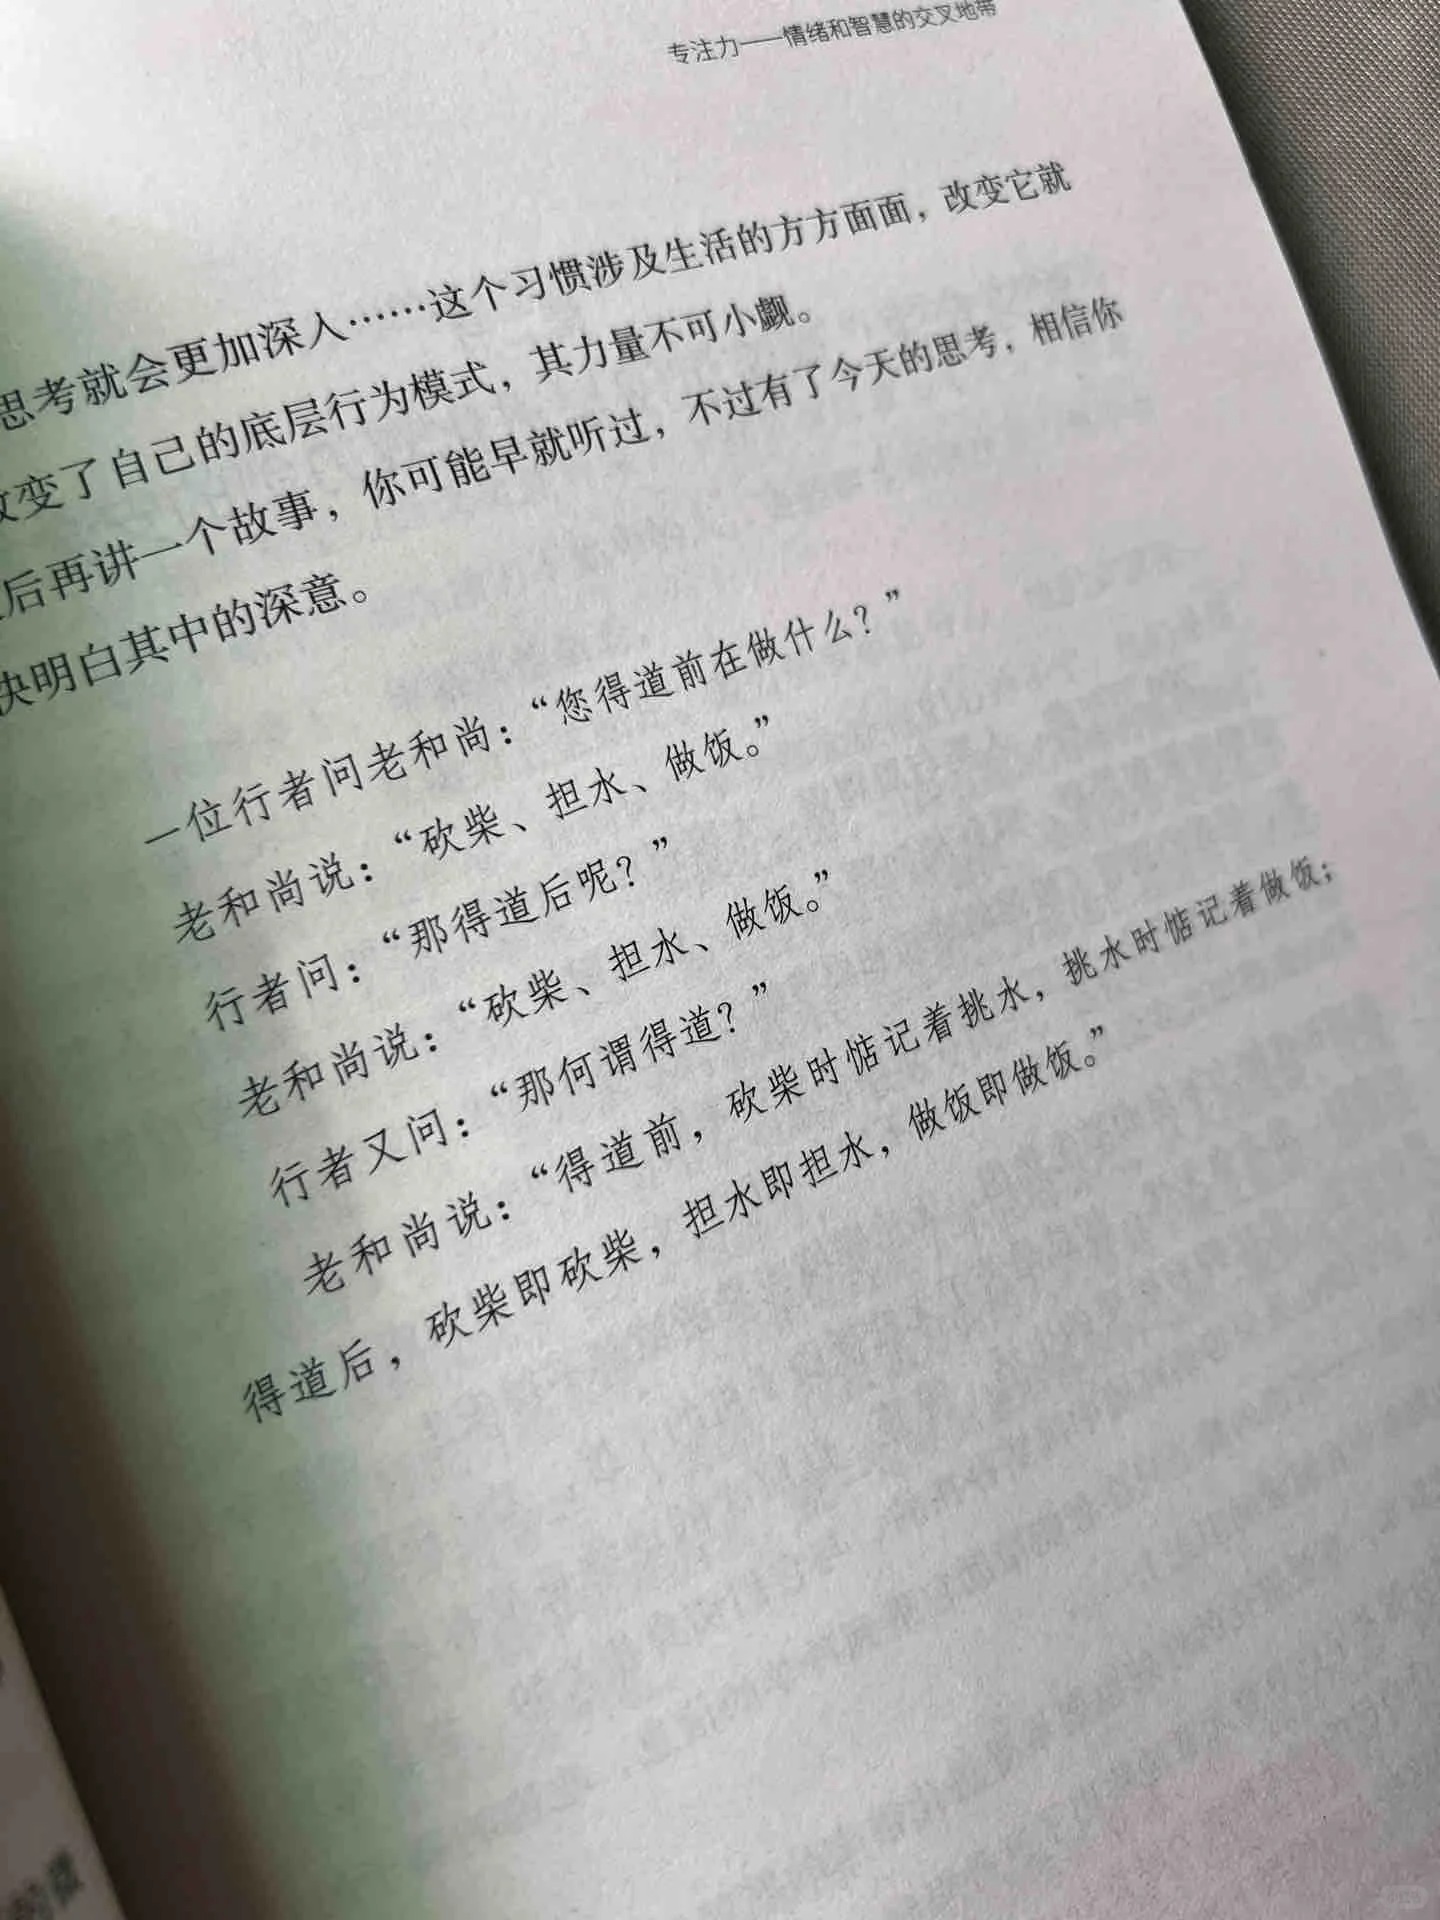 专注力——情绪和智慧的交叉地带
思考就会更加深入……这个习惯涉及生活的方方面面，改变它就
改变了自己的底层行为模式，其力量不可小觑。
后再讲一个故事，你可能早就听过，不过有了今天的思考，相信你
快明白其中的深意。
一位行者问老和尚：“您得道前在做什么？”
老和尚说：“砍柴、担水、做饭。”
行者问：“那得道后呢？”
老和尚说：“砍柴、担水、做饭。”
行者又问：“那何谓得道？”
老和尚说：“得道前，砍柴时惦记着挑水，挑水时惦记着做饭；
得道后，砍柴即砍柴，担水即担水，做饭即做饭。”